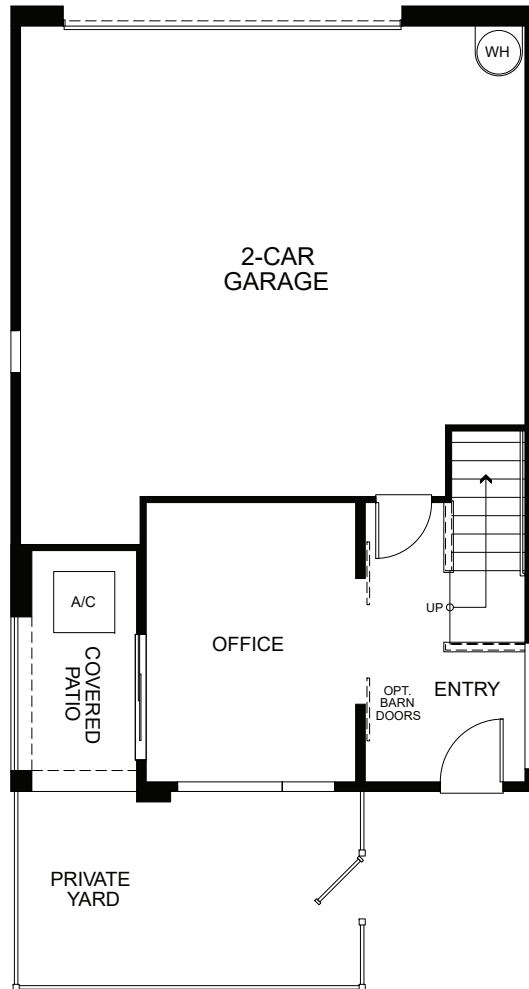 WH
2-CAR
GARAGE
A/C
COVERED
PATIO
OFFICE
UP
OPT.
BARN
DOORS
ENTRY
PRIVATE
YARD